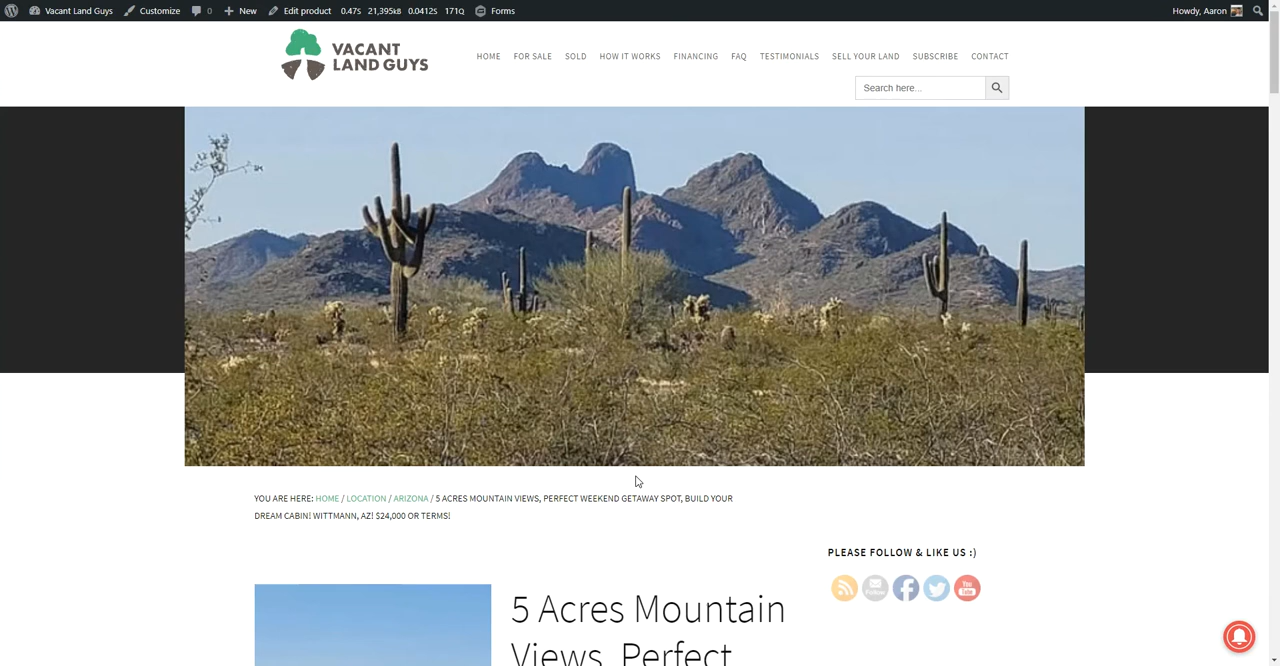 Vacant Land Guys Customize 0 New Edit product 0.47s 21,395kB 0.0412s 171Q Forms Howdy, Aaron
VACANT
LAND GUYS
HOME FOR SALE SOLD HOW IT WORKS FINANCING FAQ TESTIMONIALS SELL YOUR LAND SUBSCRIBE CONTACT
Search here...
YOU ARE HERE: HOME / LOCATION / ARIZONA / 5 ACRES MOUNTAIN VIEWS, PERFECT WEEKEND GETAWAY SPOT, BUILD YOUR
DREAM CABIN! WITTMANN, AZ! $24,000 OR TERMS!
PLEASE FOLLOW & LIKE US :)
Follow
You
Tube
5 Acres Mountain
Views, Perfect